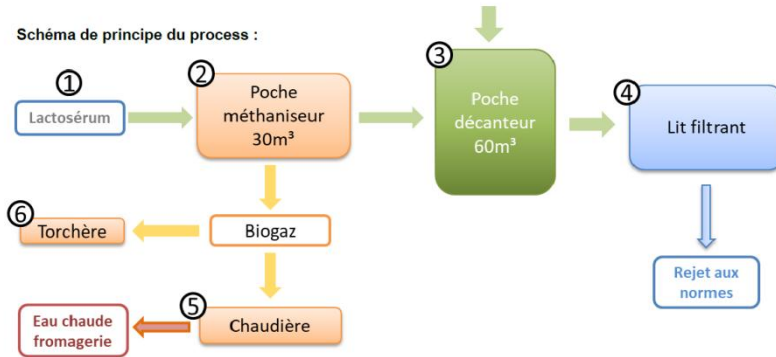 Schéma de principe du process :
①
Lactosérum
②
Poche
méthaniseur
30m³
③
Poche
décanteur
60m³
④
Lit filtrant
⑥
Torchère
Biogaz
Rejet aux
normes
⑤
Chaudière
Eau chaude
fromagerie